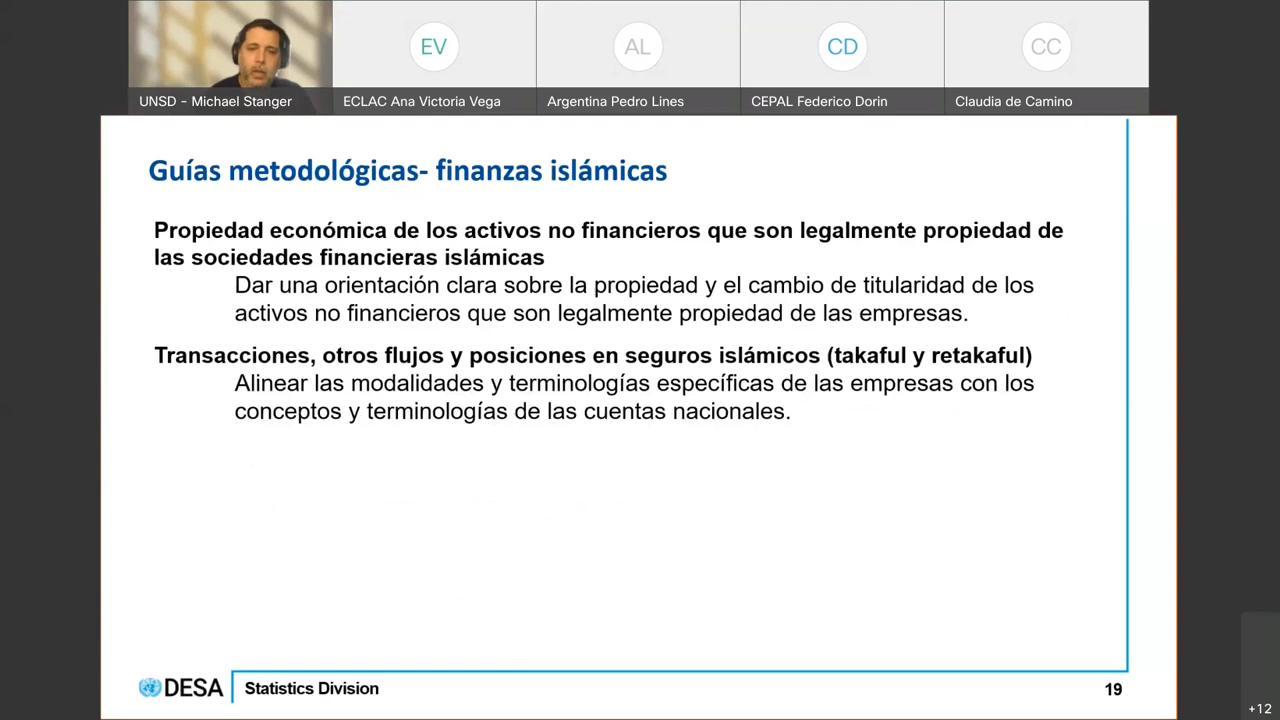 EV
AL
CD
CC
UNSD - Michael Stanger
ECLAC Ana Victoria Vega
Argentina Pedro Lines
CEPAL Federico Dorin
Claudia de Camino
Guías metodológicas- finanzas islámicas
Propiedad económica de los activos no financieros que son legalmente propiedad de
las sociedades financieras islámicas
Dar una orientación clara sobre la propiedad y el cambio de titularidad de los
activos no financieros que son legalmente propiedad de las empresas.
Transacciones, otros flujos y posiciones en seguros islámicos (takaful y retakaful)
Alinear las modalidades y terminologías específicas de las empresas con los
conceptos y terminologías de las cuentas nacionales.
DESA
Statistics Division
19
+12